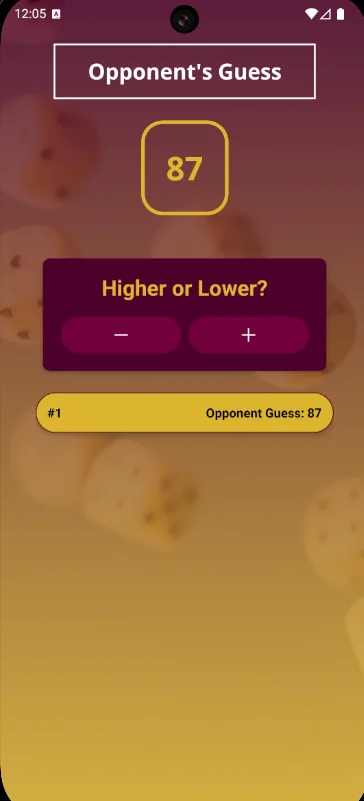 12:05 A
Opponent's Guess
87
Higher or Lower?
− +
#1 Opponent Guess: 87